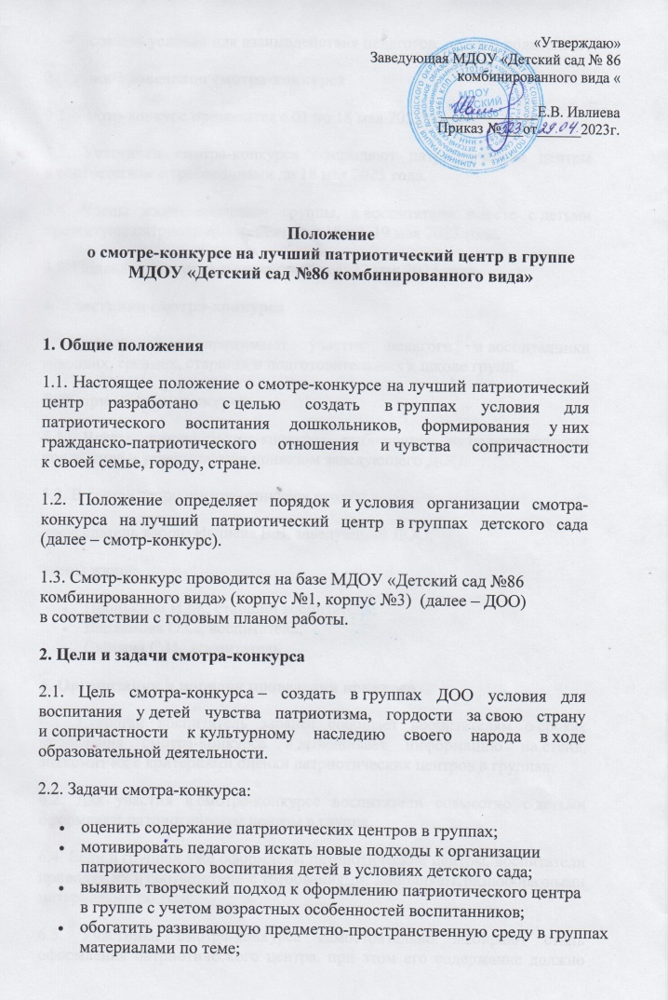 «Утверждаю»
Заведующая МДОУ «Детский сад № 86
комбинированного вида «
Е.В. Ивлиева
Приказ № 323 от 29.04. 2023г.
Положение
о смотре-конкурсе на лучший патриотический центр в группе
МДОУ «Детский сад №86 комбинированного вида»
1. Общие положения
1.1. Настоящее положение о смотре-конкурсе на лучший патриотический
центр разработано с целью создать в группах условия для
патриотического воспитания дошкольников, формирования у них
гражданско-патриотического отношения и чувства сопричастности
к своей семье, городу, стране.
1.2. Положение определяет порядок и условия организации смотра-
конкурса на лучший патриотический центр в группах детского сада
(далее – смотр-конкурс).
1.3. Смотр-конкурс проводится на базе МДОУ «Детский сад №86
комбинированного вида» (корпус №1, корпус №3) (далее – ДОО)
в соответствии с годовым планом работы.
2. Цели и задачи смотра-конкурса
2.1. Цель смотра-конкурса – создать в группах ДОО условия для
воспитания у детей чувства патриотизма, гордости за свою страну
и сопричастности к культурному наследию своего народа в ходе
образовательной деятельности.
2.2. Задачи смотра-конкурса:
• оценить содержание патриотических центров в группах;
• мотивировать педагогов искать новые подходы к организации
патриотического воспитания детей в условиях детского сада;
• выявить творческий подход к оформлению патриотического центра
в группе с учетом возрастных особенностей воспитанников;
• обогатить развивающую предметно-пространственную среду в группах
материалами по теме;